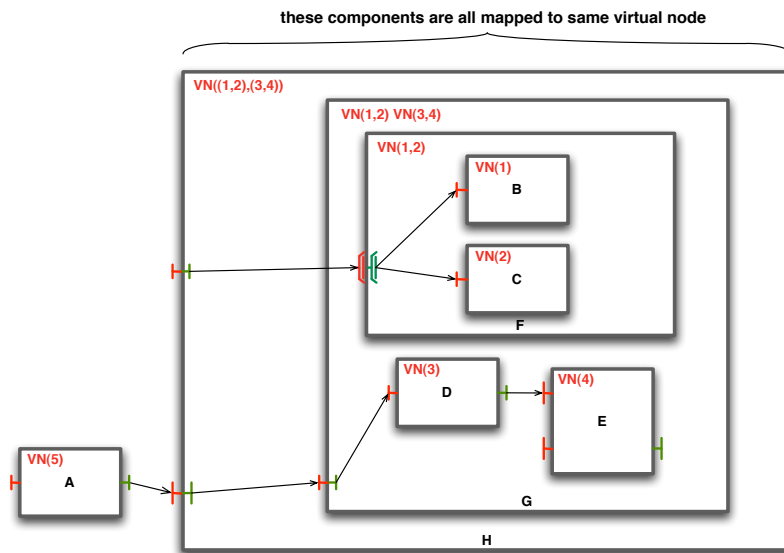 these components are all mapped to same virtual node
VN((1,2),(3,4))
VN(1,2) VN(3,4)
VN(1,2)
VN(1)
B
VN(2)
C
F
VN(3)
D
VN(4)
E
VN(5)
A
G
H